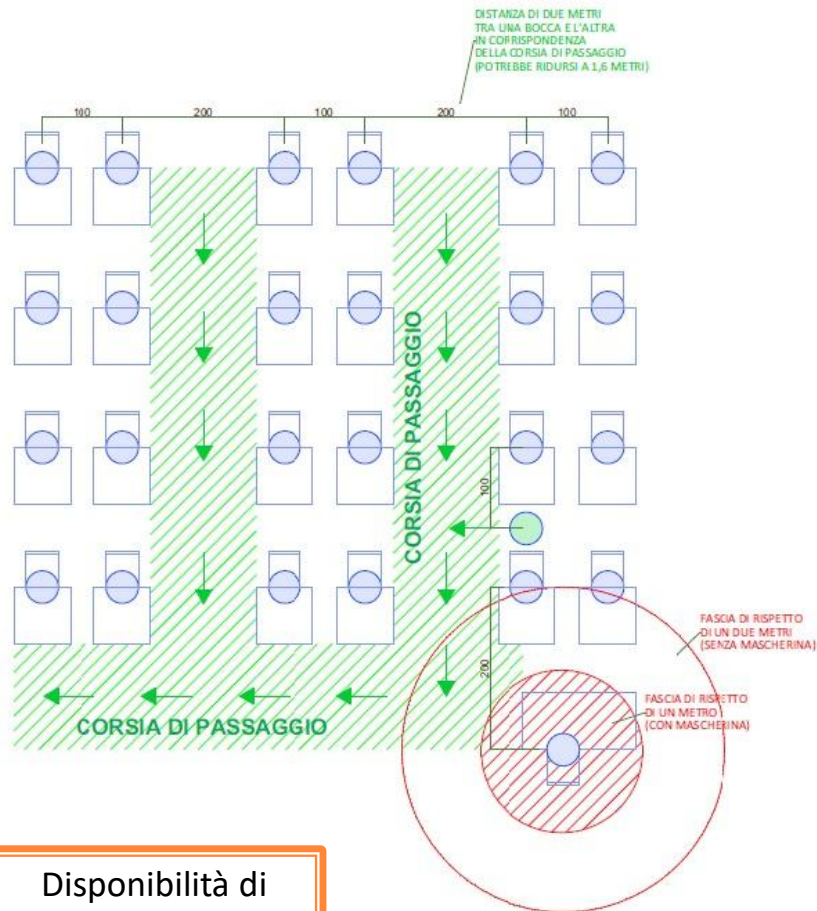 DISTANZA DI DUE METRI
TRA UNA BOCCA E L'ALTRA
IN CORRISPONDENZA
DELLA CORSIA DI PASSAGGIO
(POTREBBE RIDURSI A 1,6 METRI)
100 200 100 200 100
CORSIA DI PASSAGGIO
100
FASCIA DI RISPETTO
DI UN DUE METRI
(SENZA MASCHERINA)
200
FASCIA DI RISPETTO
DI UN METRO
(CON MASCHERINA)
CORSIA DI PASSAGGIO
Disponibilità di